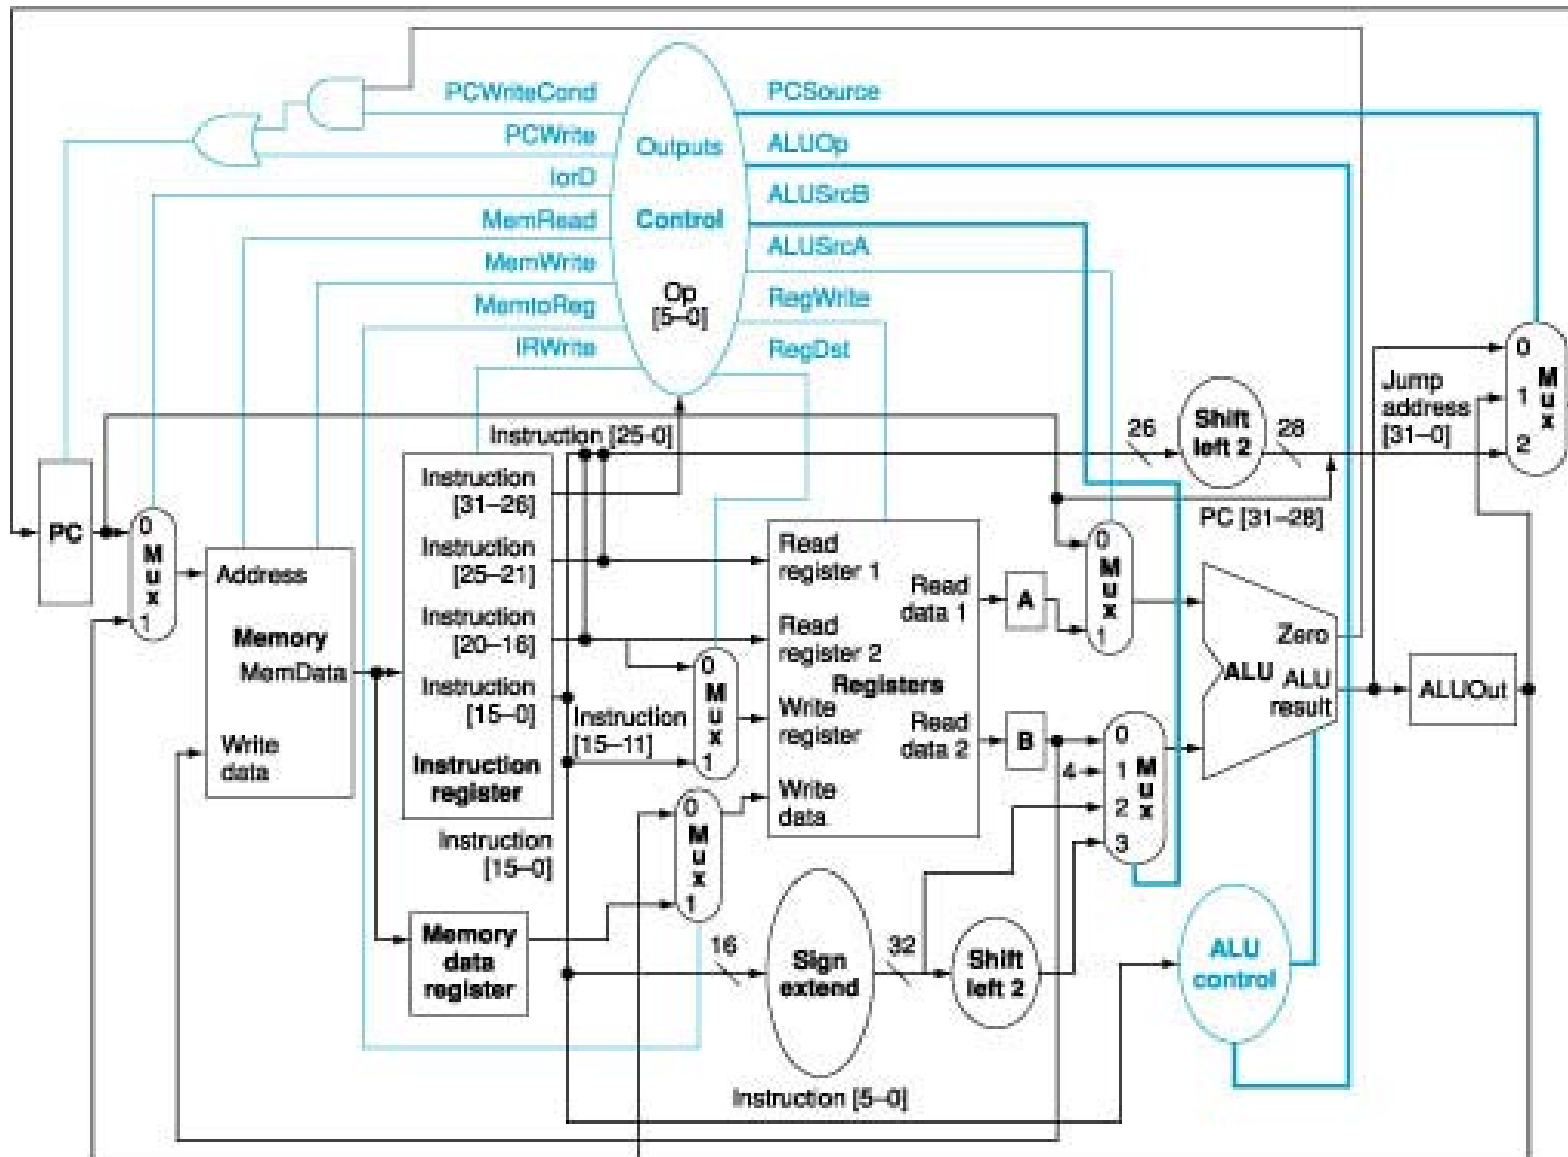 PCWriteCond
PCWrite
IorD
MemRead
MemWrite
MemtoReg
IRWrite
Outputs
Control
Op
[5–0]
PCSource
ALUOp
ALUSrcB
ALUSrcA
RegWrite
RegDst
Instruction [25-0]
26
Shift
left 2
28
Jump
address
[31–0]
0
1
2
M
u
x
PC [31–28]
PC
0
M
u
x
1
Address
Memory
MemData
Write
data
Instruction
[31–26]
Instruction
[25–21]
Instruction
[20–16]
Instruction
[15–0]
Instruction
register
Instruction
[15–11]
0
M
u
x
1
Read
register 1
Read
register 2
Registers
Write
register
Write
data
Read
data 1
Read
data 2
A
B
0
M
u
x
1
4
0
1
2
3
M
u
x
Zero
ALU
ALU
result
ALUOut
Instruction
[15–0]
0
M
u
x
1
Memory
data
register
16
Sign
extend
32
Shift
left 2
ALU
control
Instruction [5–0]